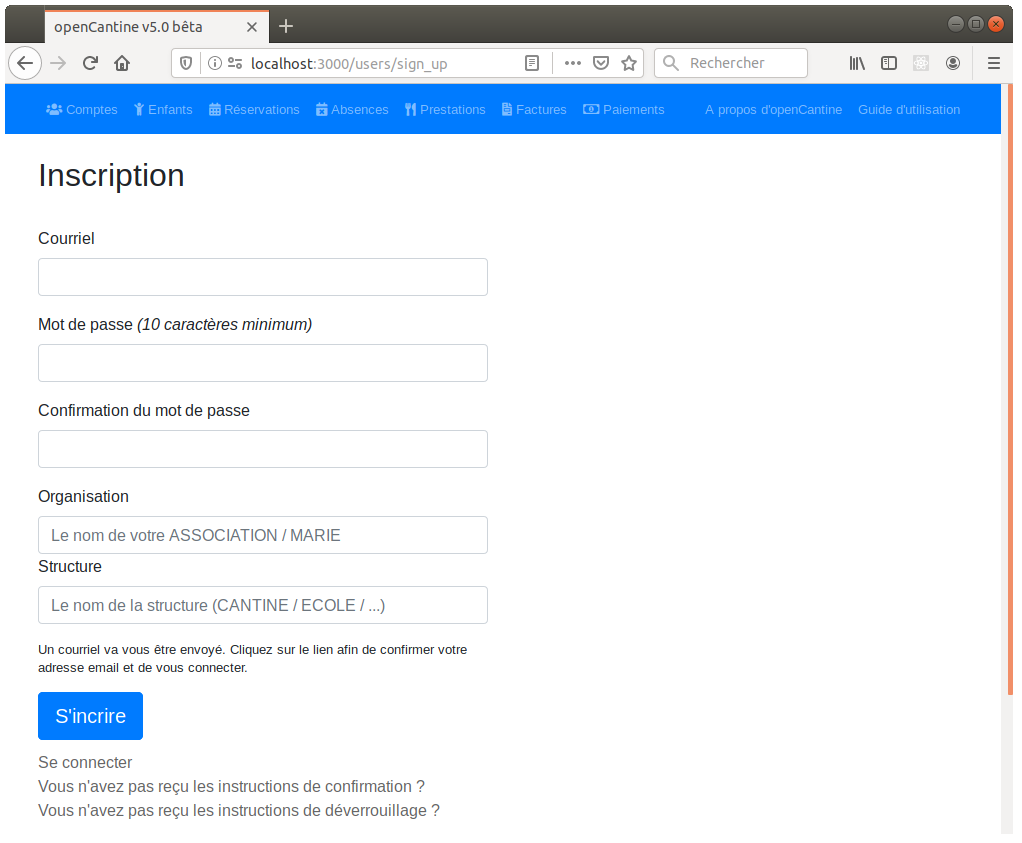 openCantine v5.0 bêta
localhost:3000/users/sign_up
Rechercher
Comptes Enfants Réservations Absences Prestations Factures Paiements A propos d'openCantine Guide d'utilisation
Inscription
Courriel
Mot de passe (10 caractères minimum)
Confirmation du mot de passe
Organisation
Le nom de votre ASSOCIATION / MARIE
Structure
Le nom de la structure (CANTINE / ECOLE / ...)
Un courriel va vous être envoyé. Cliquez sur le lien afin de confirmer votre
adresse email et de vous connecter.
S'incrire
Se connecter
Vous n'avez pas reçu les instructions de confirmation ?
Vous n'avez pas reçu les instructions de déverrouillage ?